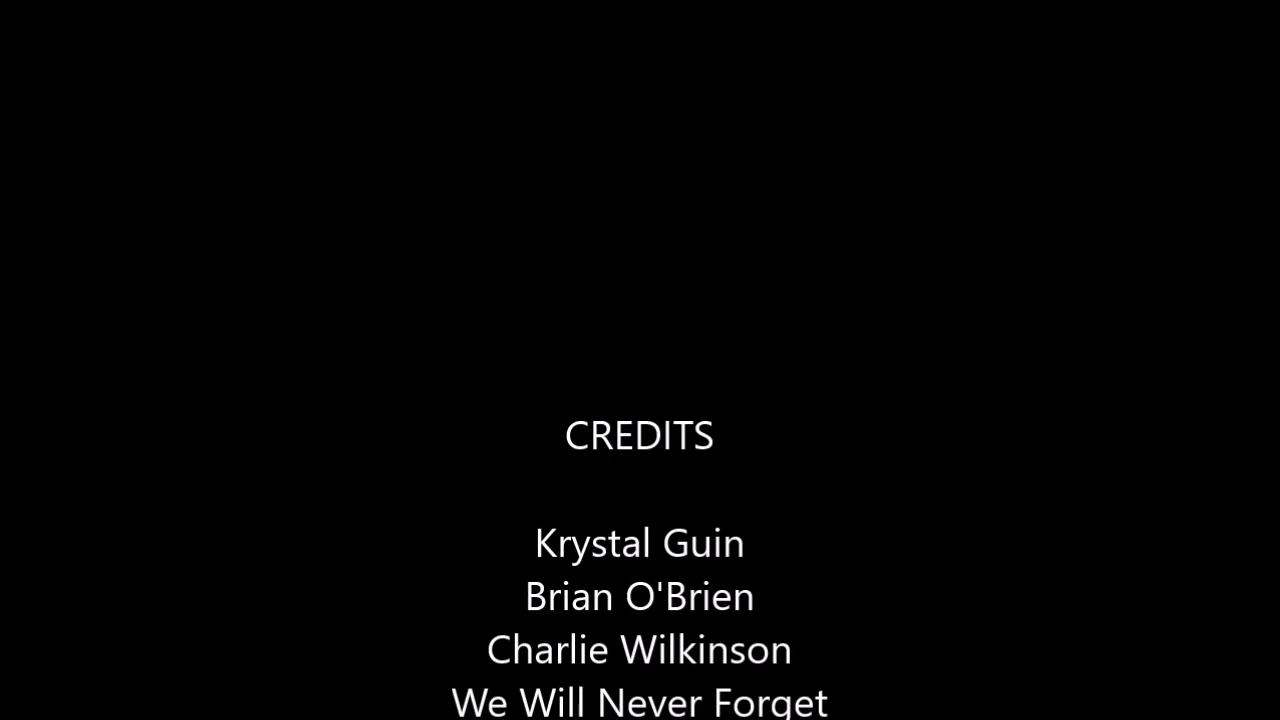 CREDITS
Krystal Guin
Brian O'Brien
Charlie Wilkinson
We Will Never Forget